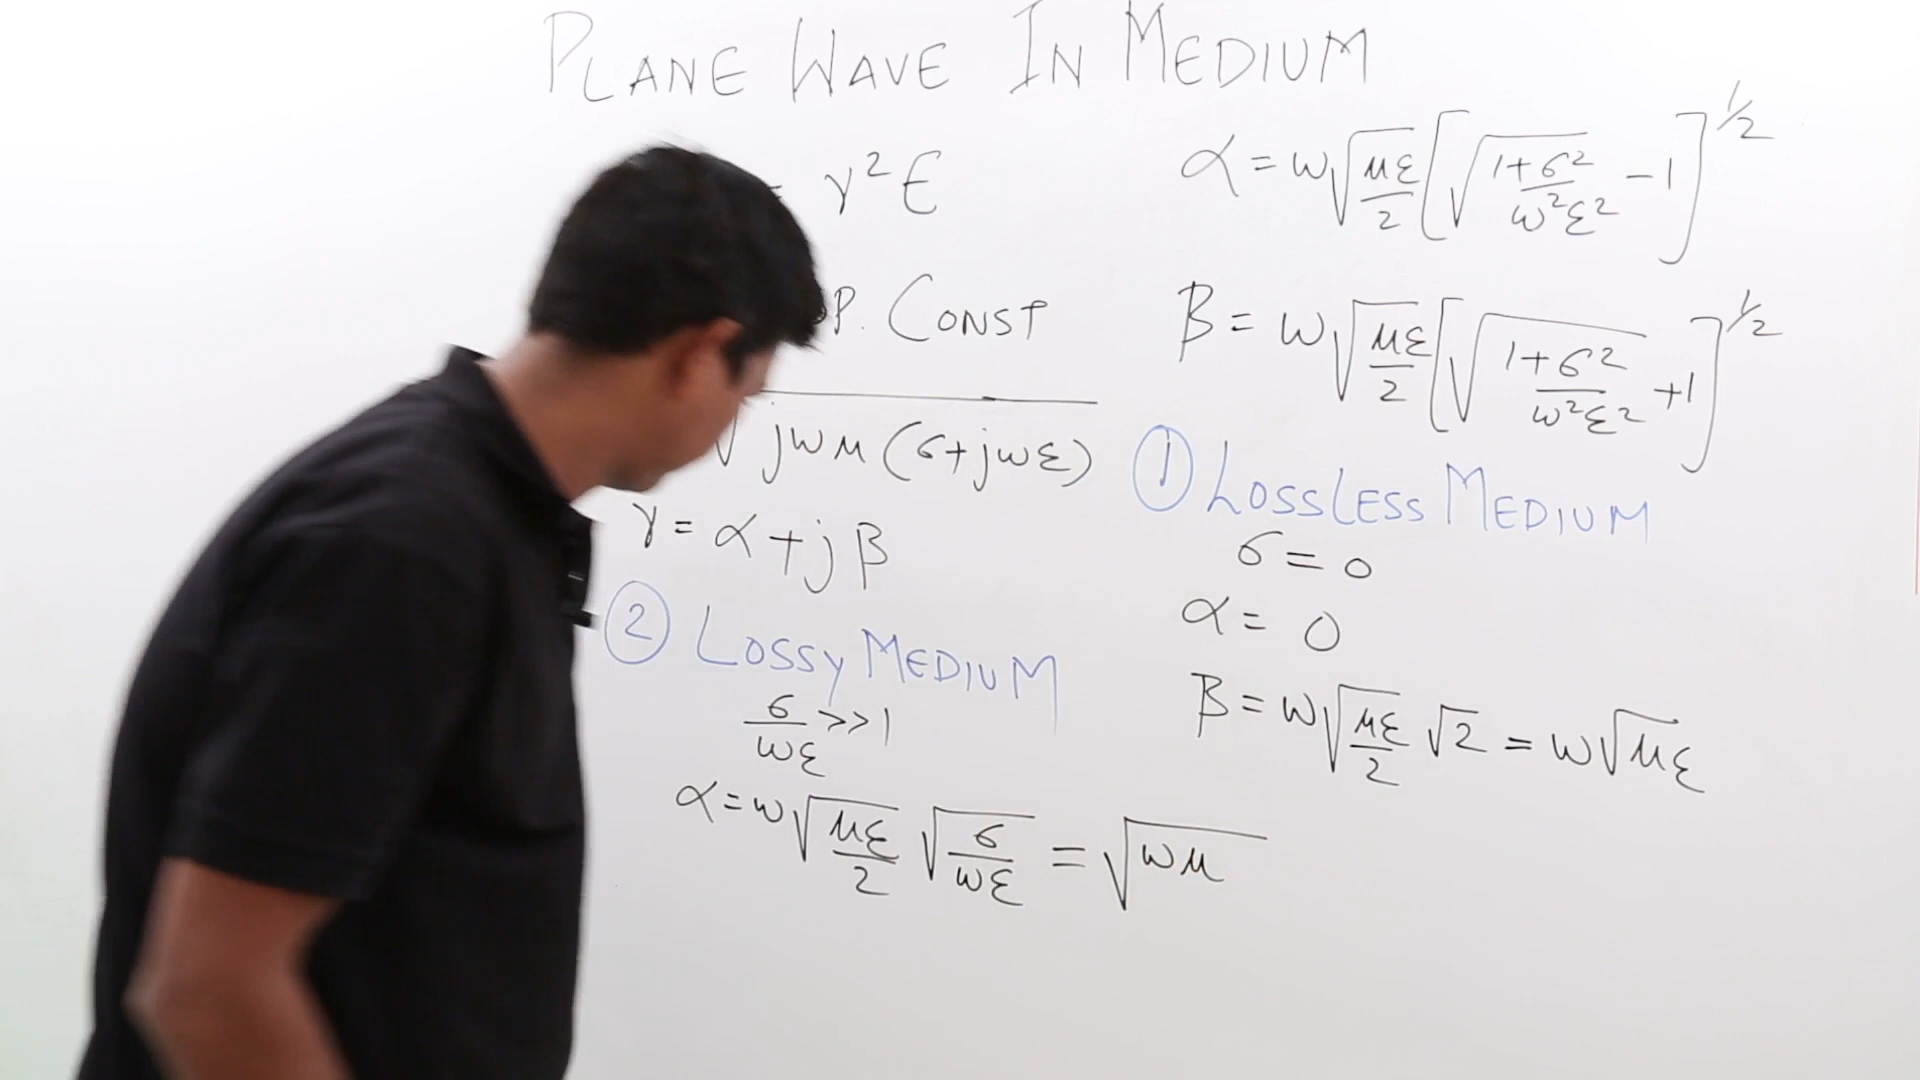 PLANE WAVE IN MEDIUM
= γ²E
P. CONST
√jωμ(σ+jωε)
γ = α + jβ
② LOSSY MEDIUM
σ/ωε >> 1
α = ω√(με/2) √(σ/ωε) = √ωμ
α = ω√(με/2) [√(1+σ²/ω²ε²) - 1]^1/2
β = ω√(με/2) [√(1+σ²/ω²ε²) + 1]^1/2
① LOSSLESS MEDIUM
σ = 0
α = 0
β = ω√(με/2) √2 = ω√με